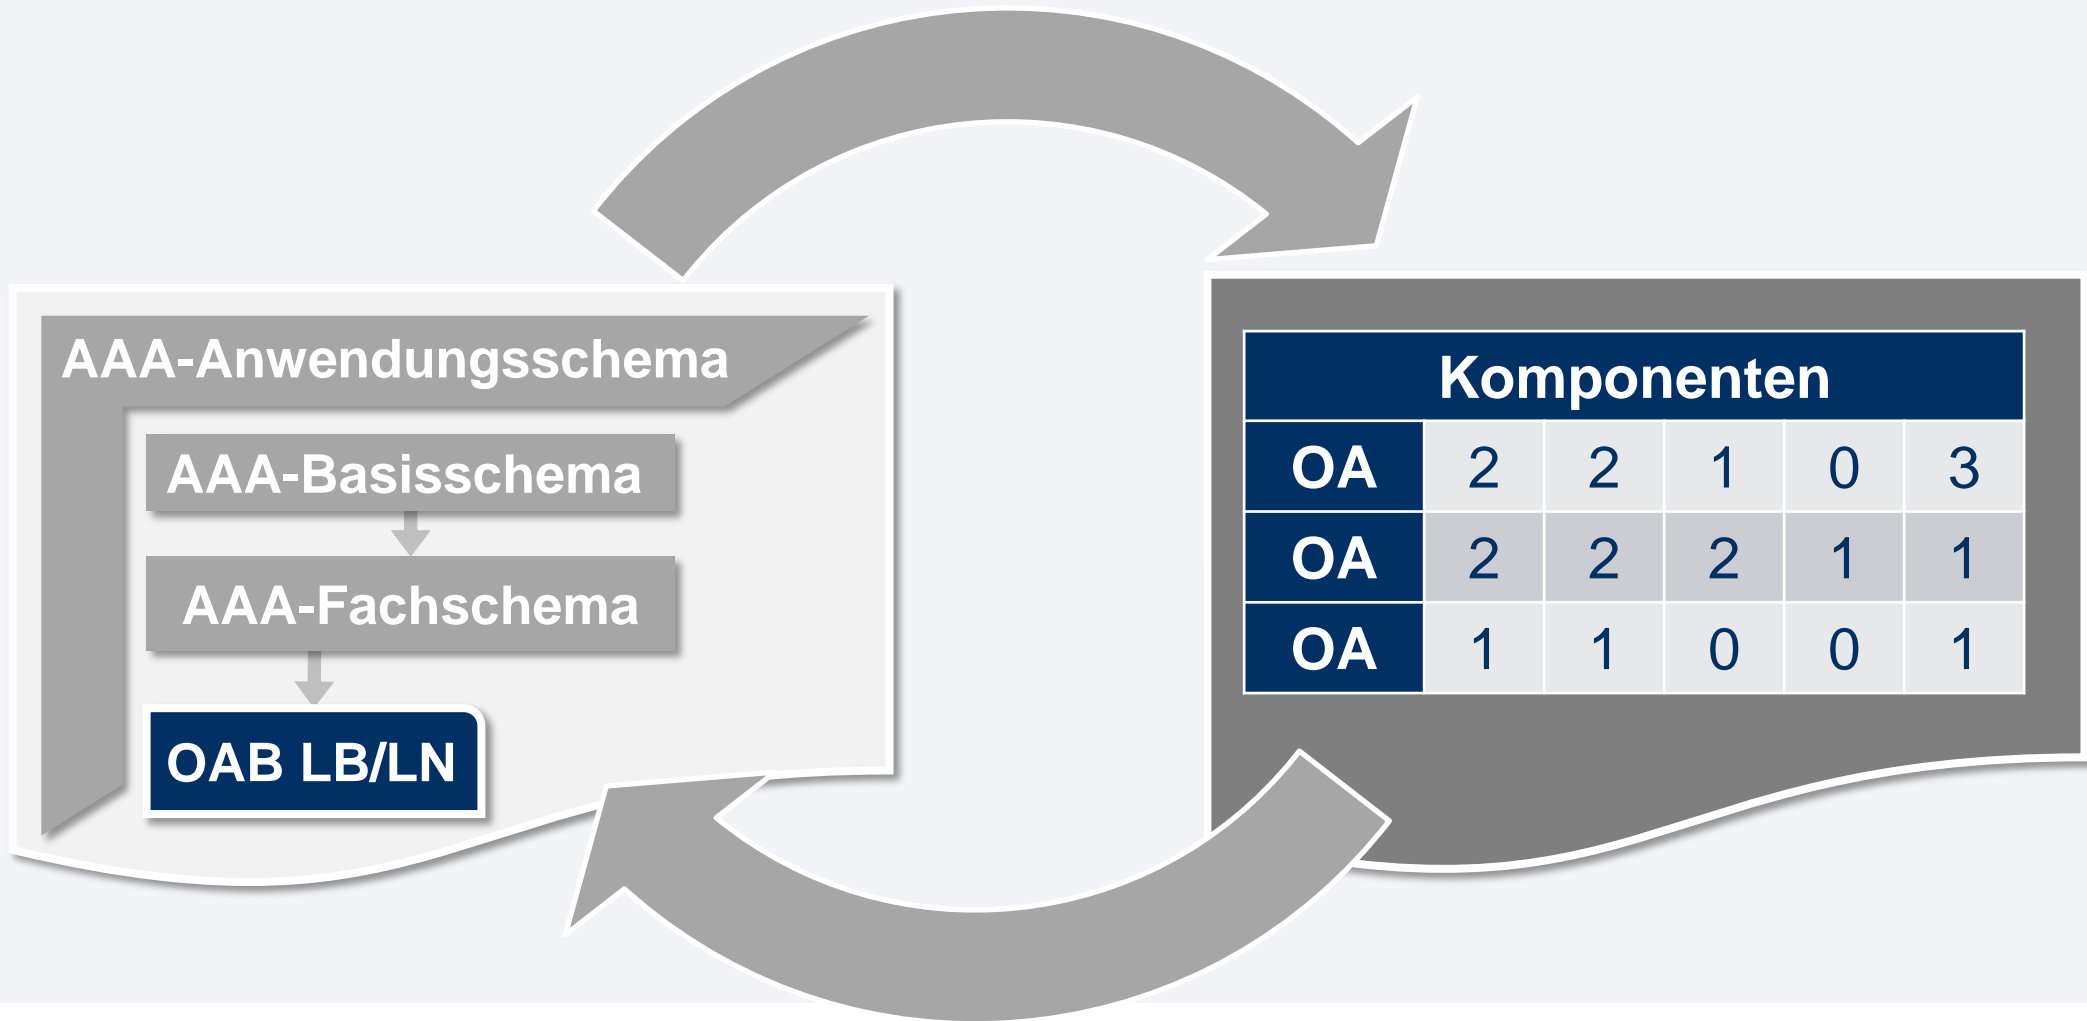 AAA-Anwendungsschema
AAA-Basisschema
AAA-Fachschema
OAB LB/LN
Komponenten
OA 2 2 1 0 3
OA 2 2 2 1 1
OA 1 1 0 0 1